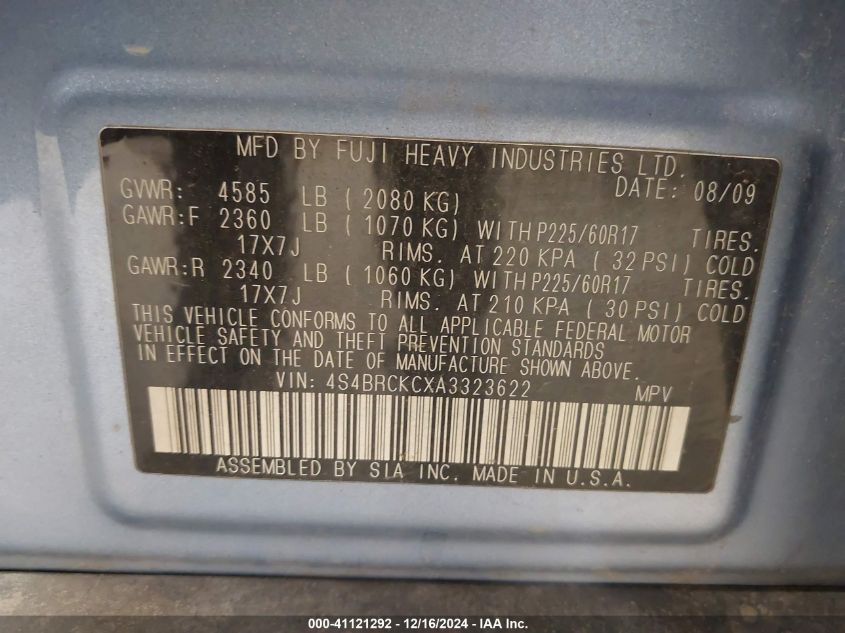 MFD BY FUJI HEAVY INDUSTRIES LTD.
DATE: 08/09
GVWR: 4585 LB ( 2080 KG)
GAWR:F 2360 LB ( 1070 KG) WITH P225/60R17 TIRES.
17X7J RIMS. AT 220 KPA ( 32 PSI) COLD
GAWR:R 2340 LB ( 1060 KG) WITH P225/60R17 TIRES.
17X7J RIMS. AT 210 KPA ( 30 PSI) COLD
THIS VEHICLE CONFORMS TO ALL APPLICABLE FEDERAL MOTOR
VEHICLE SAFETY AND THEFT PREVENTION STANDARDS
IN EFFECT ON THE DATE OF MANUFACTURE SHOWN ABOVE.
VIN: 4S4BRCKCXA3323622 MPV
ASSEMBLED BY SIA INC. MADE IN U.S.A.
000-41121292 - 12/16/2024 - IAA Inc.